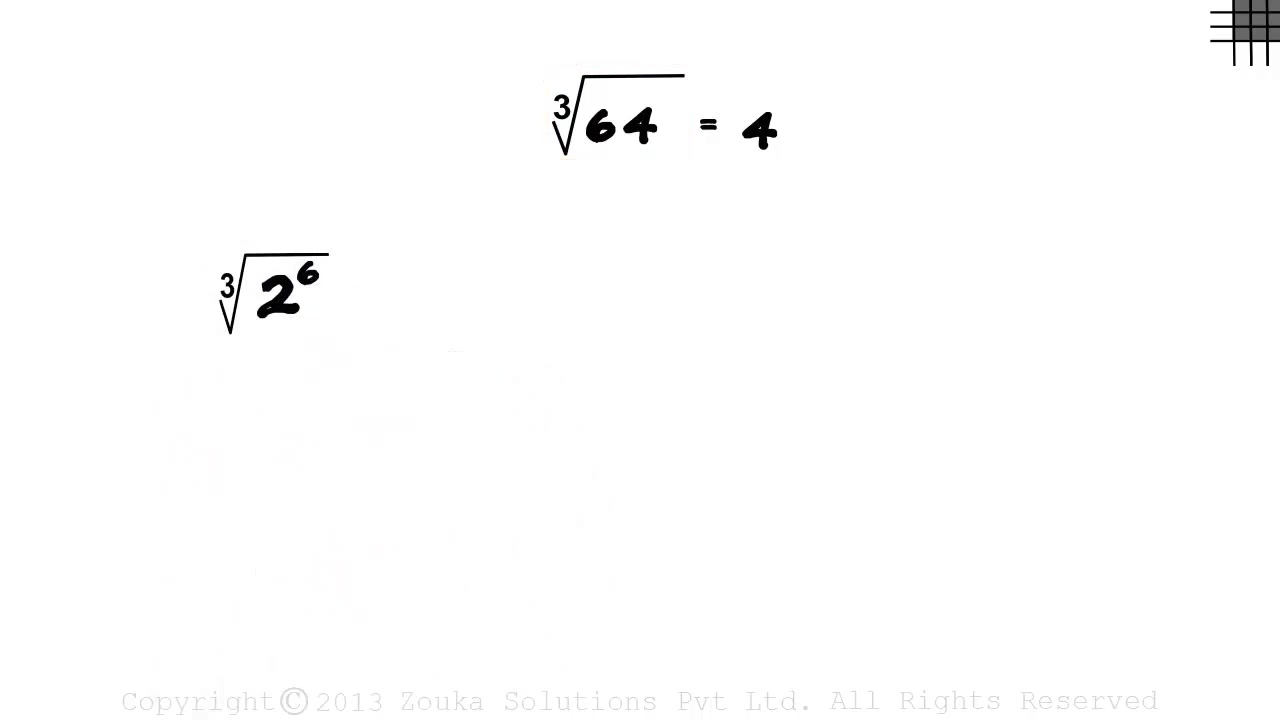 ∛64 = 4
∛2⁶
Copyright © 2013 Zouka Solutions Pvt Ltd. All Rights Reserved